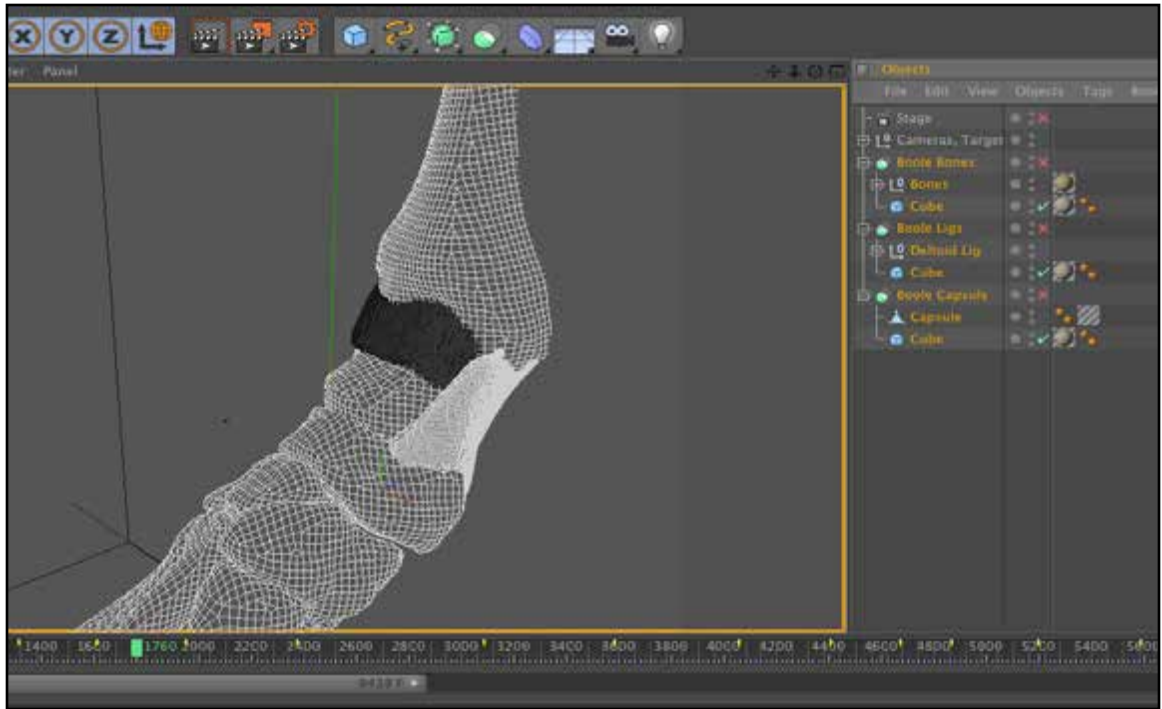 X Y Z
ter Panel
Objects
File Edit View Objects Tags
Stage
Cameras, Target
Boole Bones
Bones
Cube
Boole Ligs
Deltoid Lig
Cube
Boole Capsule
Capsule
Cube
1400 1600 1760 2000 2200 2400 2600 2800 3000 3200 3400 3600 3800 4000 4200 4400 4600 4800 5000 5200 5400 5600